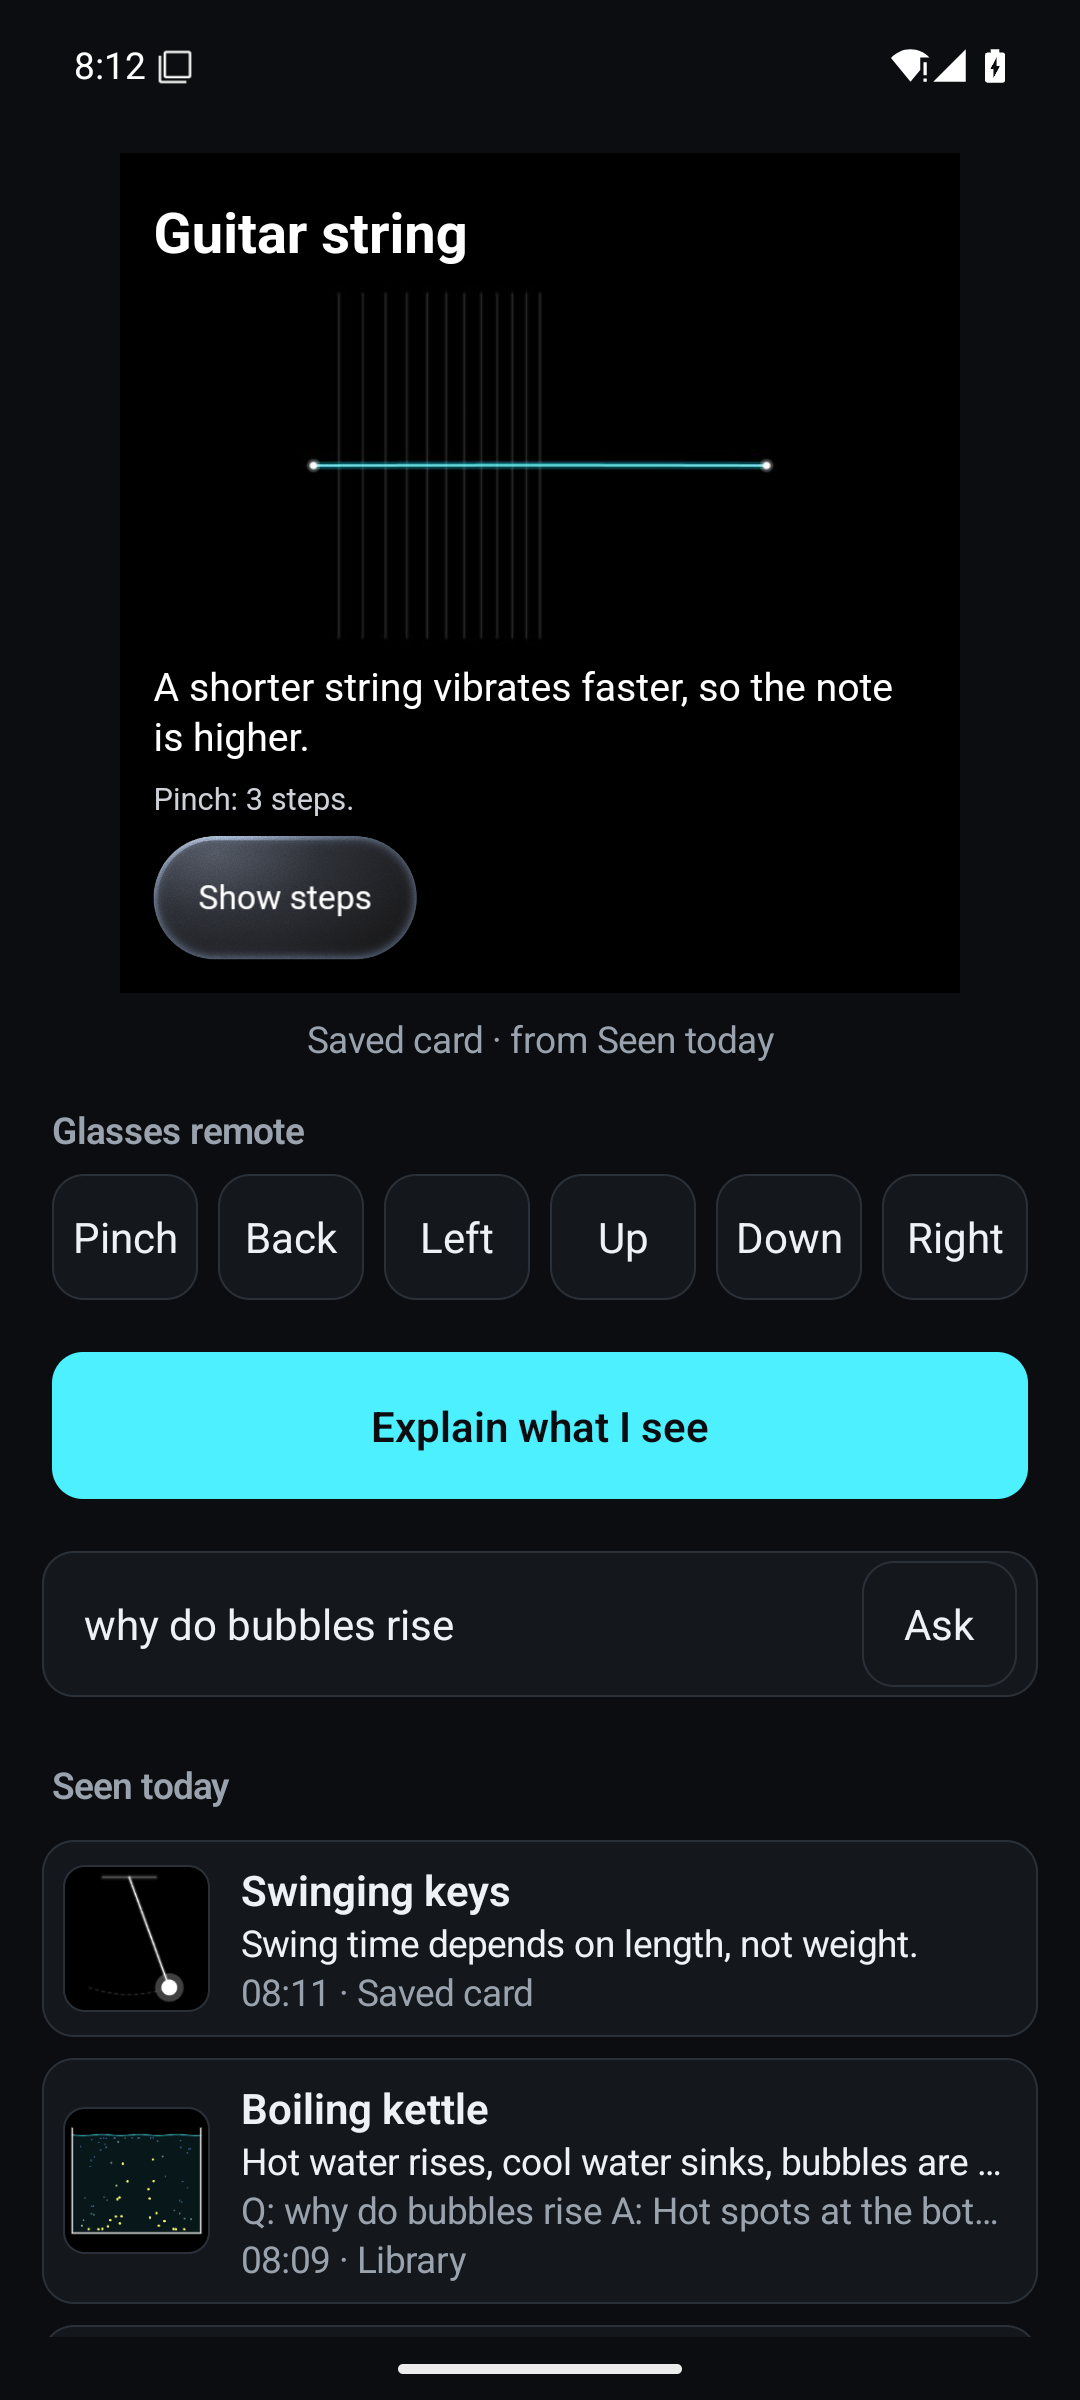 8:12
Guitar string
A shorter string vibrates faster, so the note
is higher.
Pinch: 3 steps.
Show steps
Saved card · from Seen today
Glasses remote
Pinch Back Left Up Down Right
Explain what I see
why do bubbles rise Ask
Seen today
Swinging keys
Swing time depends on length, not weight.
08:11 · Saved card
Boiling kettle
Hot water rises, cool water sinks, bubbles are ...
Q: why do bubbles rise A: Hot spots at the bot...
08:09 · Library